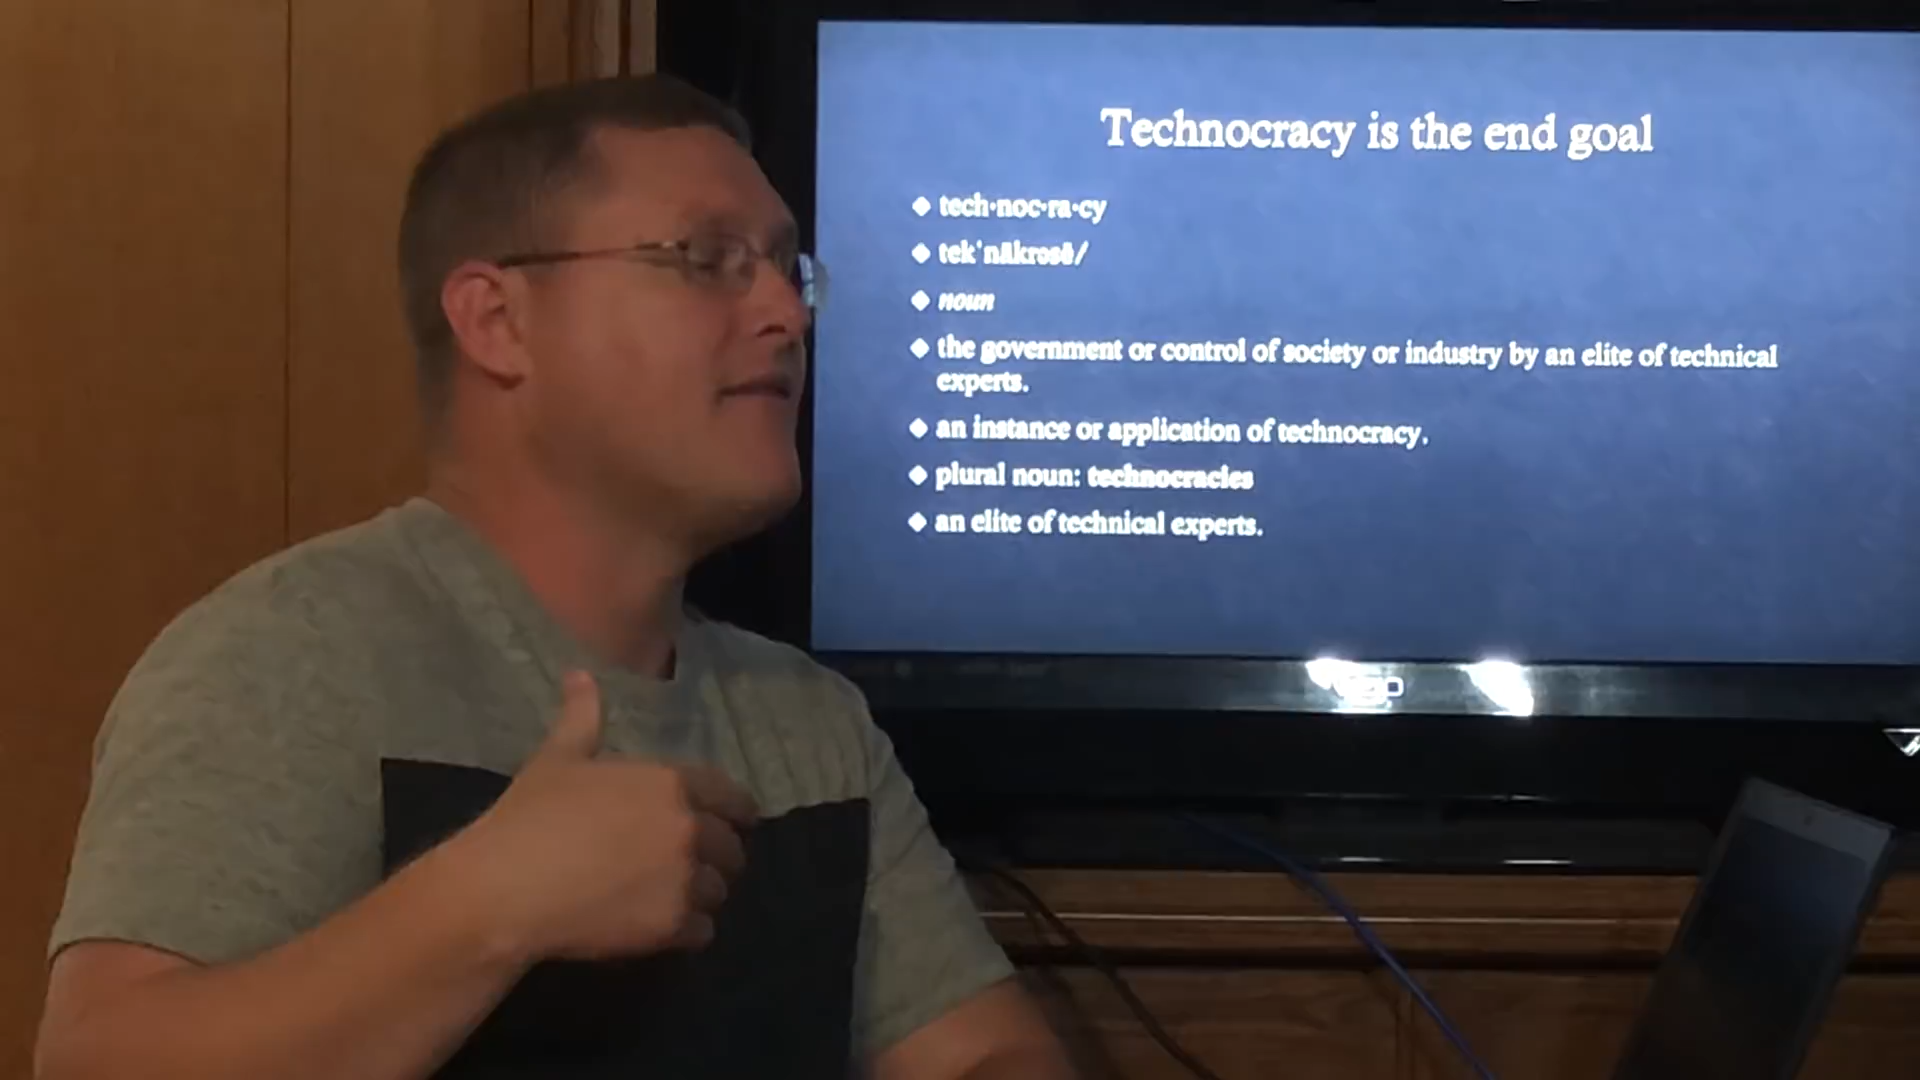 Technocracy is the end goal
tech·noc·ra·cy
tekˈnäkrəsē/
noun
the government or control of society or industry by an elite of technical
experts.
an instance or application of technocracy.
plural noun: technocracies
an elite of technical experts.